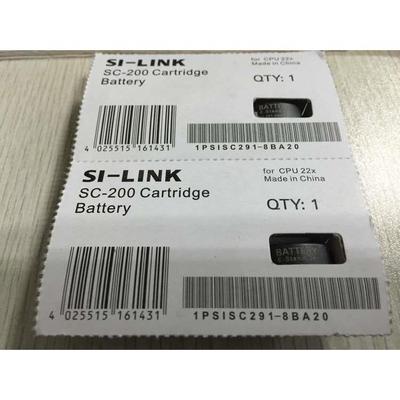 SI-LINK
SC-200 Cartridge
Battery
for CPU 22x
Made in China
QTY: 1
BATTERY
4 025515 161431
1PSISC291-8BA20
SI-LINK
SC-200 Cartridge
Battery
for CPU 22x
Made in China
QTY: 1
BATTERY
4 025515 161431
1PSISC291-8BA20